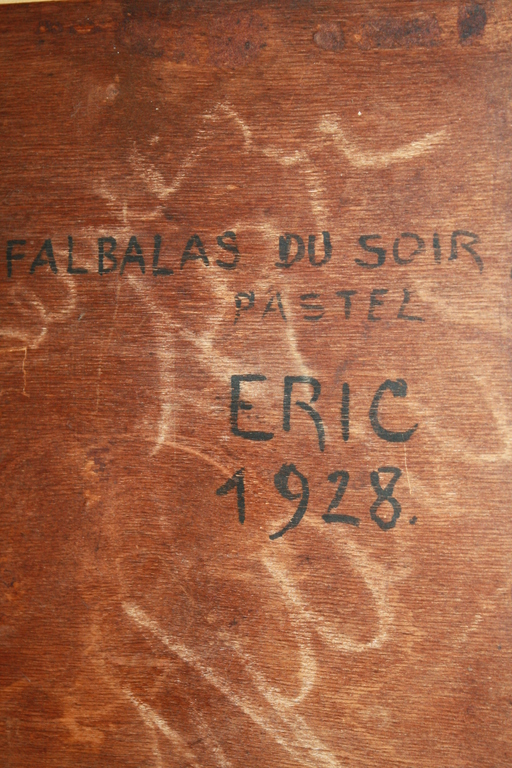 FALBALAS DU SOIR
PASTEL
ERIC
1928.